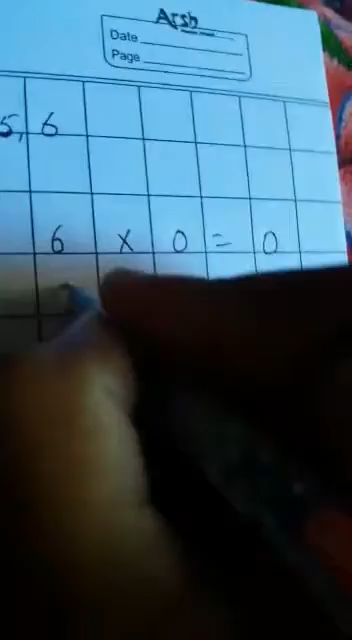 Arsh
Date
Page
5, 6
6 x 0 = 0